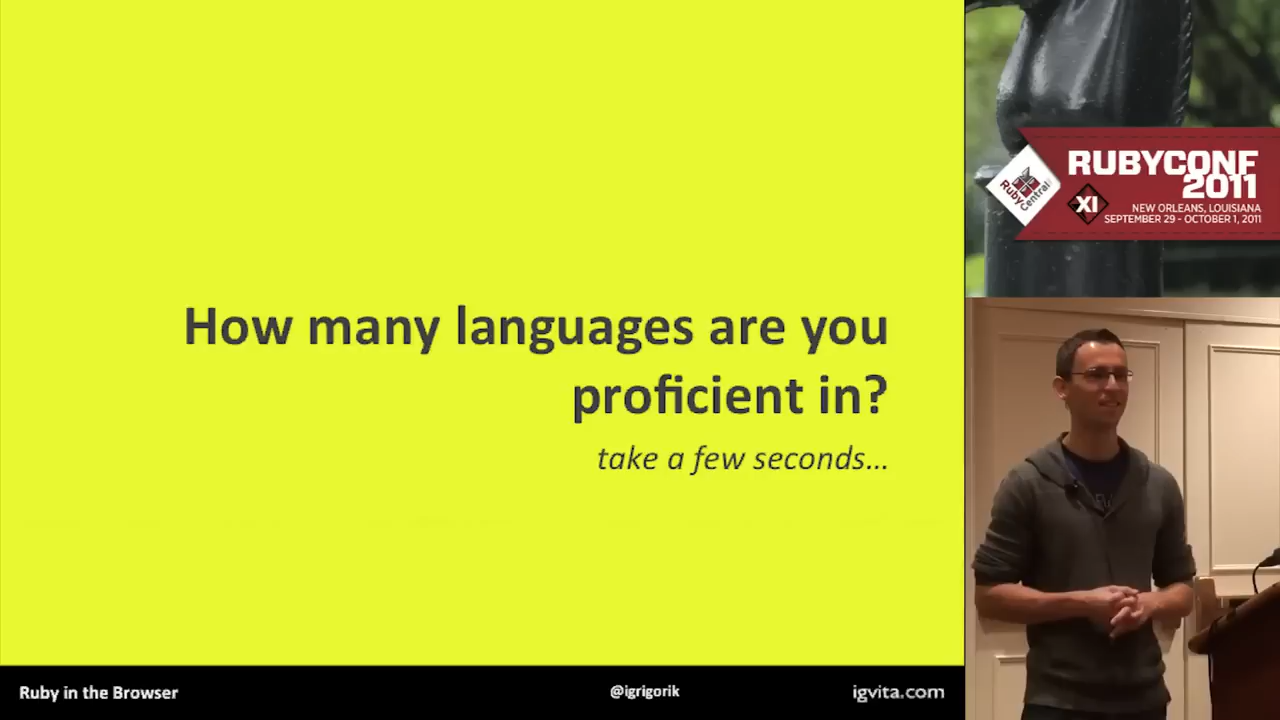 How many languages are you
proficient in?
take a few seconds...
Ruby in the Browser
@igrigorik
igvita.com
RubyCentral
XI
RUBYCONF
2011
NEW ORLEANS, LOUISIANA
SEPTEMBER 29 - OCTOBER 1, 2011